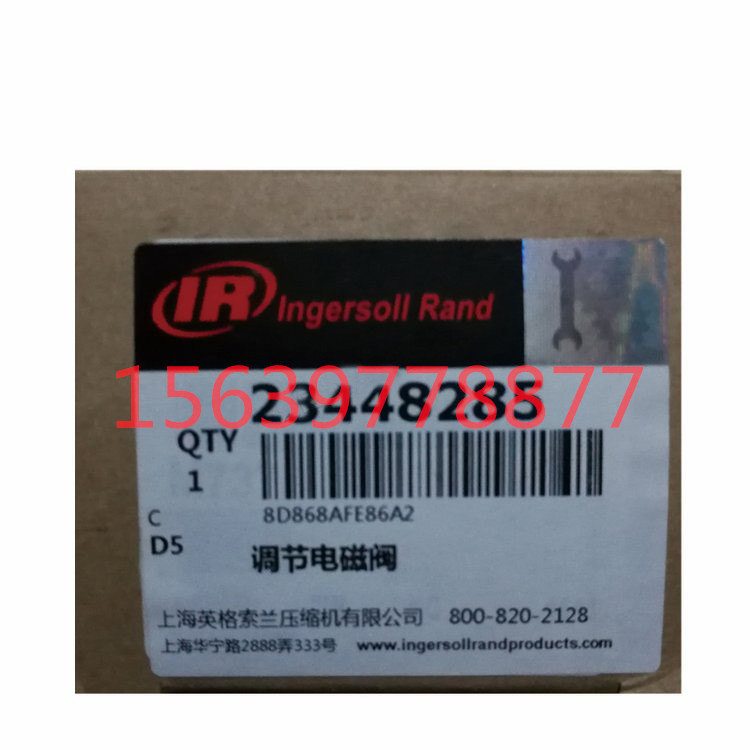 IR Ingersoll Rand
15639778877
23448285
QTY
1
8D868AFE86A2
C
D5
调节电磁阀
上海英格索兰压缩机有限公司 800-820-2128
上海华宁路2888弄333号 www.ingersollrandproducts.com